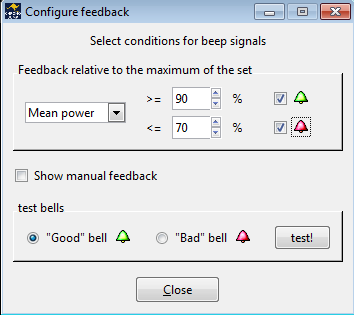 Configure feedback
Select conditions for beep signals
Feedback relative to the maximum of the set
Mean power >= 90 %
<= 70 %
Show manual feedback
test bells
"Good" bell "Bad" bell test!
Close